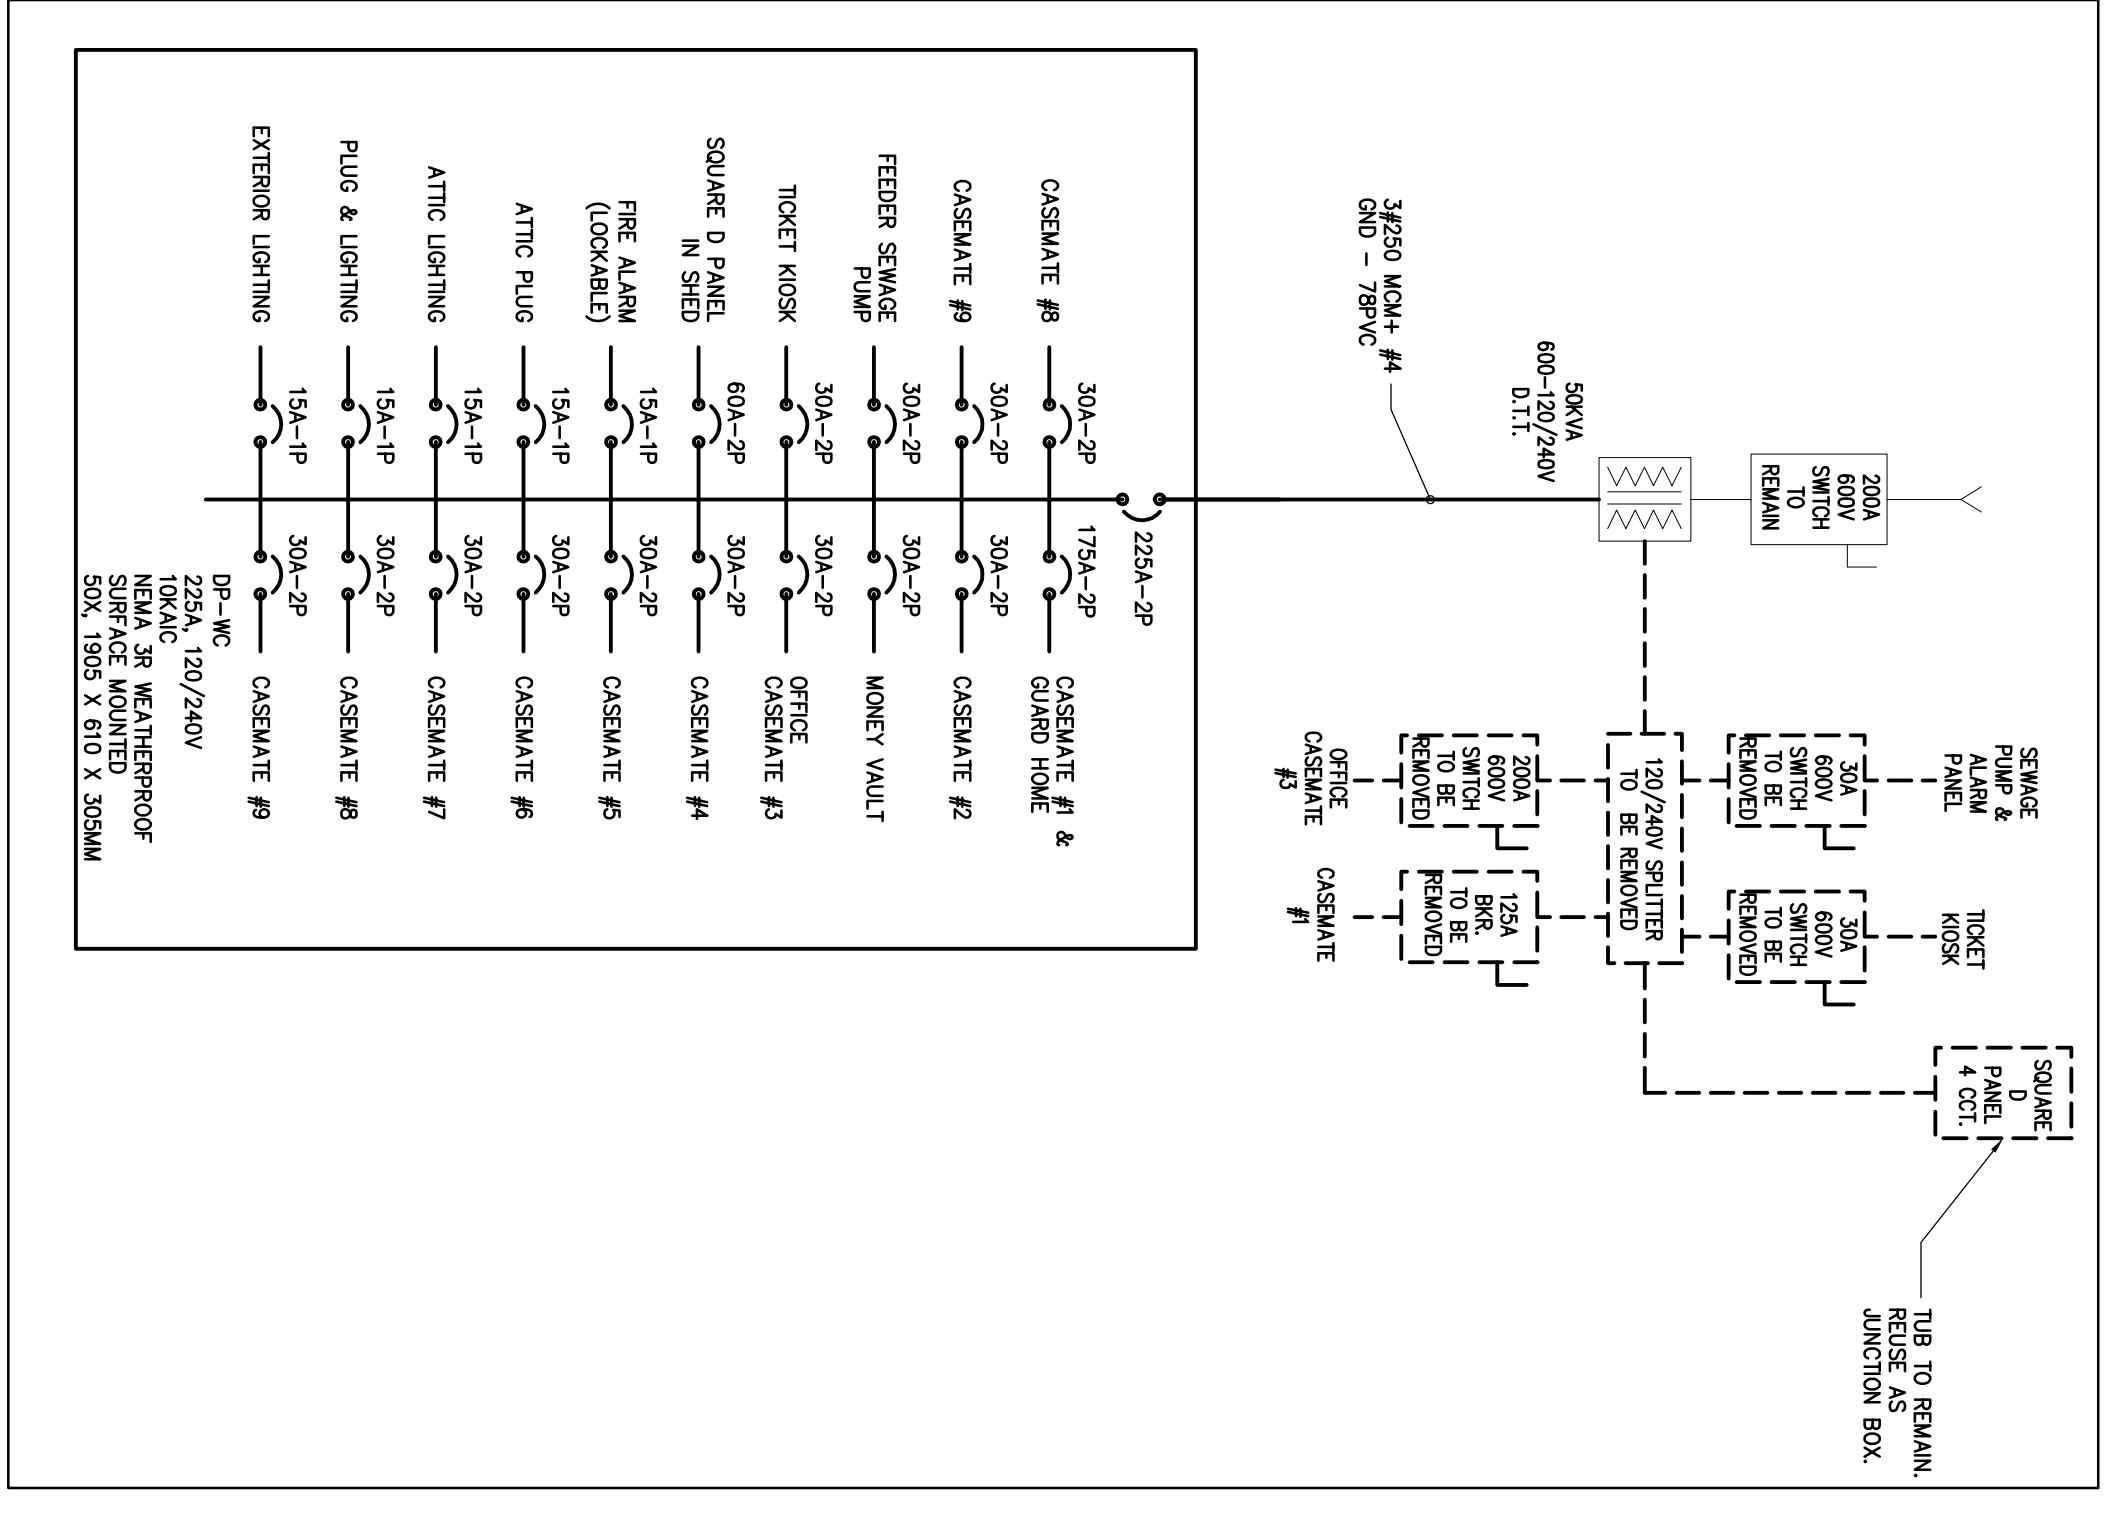 200A
600V
SWITCH
TO
REMAIN
50KVA
600-120/240V
D.T.T.
3#250 MCM+ #4
GND - 78PVC
SEWAGE
PUMP &
ALARM
PANEL
30A
600V
SWITCH
TO BE
REMOVED
TICKET
KIOSK
30A
600V
SWITCH
TO BE
REMOVED
SQUARE
D
PANEL
4 CCT.
TUB TO REMAIN.
REUSE AS
JUNCTION BOX.
120/240V SPLITTER
TO BE REMOVED
200A
600V
SWITCH
TO BE
REMOVED
OFFICE
CASEMATE
#3
125A
BKR.
TO BE
REMOVED
CASEMATE
#1
225A-2P
CASEMATE #8
30A-2P
175A-2P
CASEMATE #1 &
GUARD HOME
CASEMATE #9
30A-2P
30A-2P
CASEMATE #2
FEEDER SEWAGE
PUMP
30A-2P
30A-2P
MONEY VAULT
TICKET KIOSK
30A-2P
30A-2P
OFFICE
CASEMATE #3
SQUARE D PANEL
IN SHED
60A-2P
30A-2P
CASEMATE #4
FIRE ALARM
(LOCKABLE)
15A-1P
30A-2P
CASEMATE #5
ATTIC PLUG
15A-1P
30A-2P
CASEMATE #6
ATTIC LIGHTING
15A-1P
30A-2P
CASEMATE #7
PLUG & LIGHTING
15A-1P
30A-2P
CASEMATE #8
EXTERIOR LIGHTING
15A-1P
30A-2P
CASEMATE #9
DP-WC
225A, 120/240V
10KAIC
NEMA 3R WEATHERPROOF
SURFACE MOUNTED
50X, 1905 X 610 X 305MM